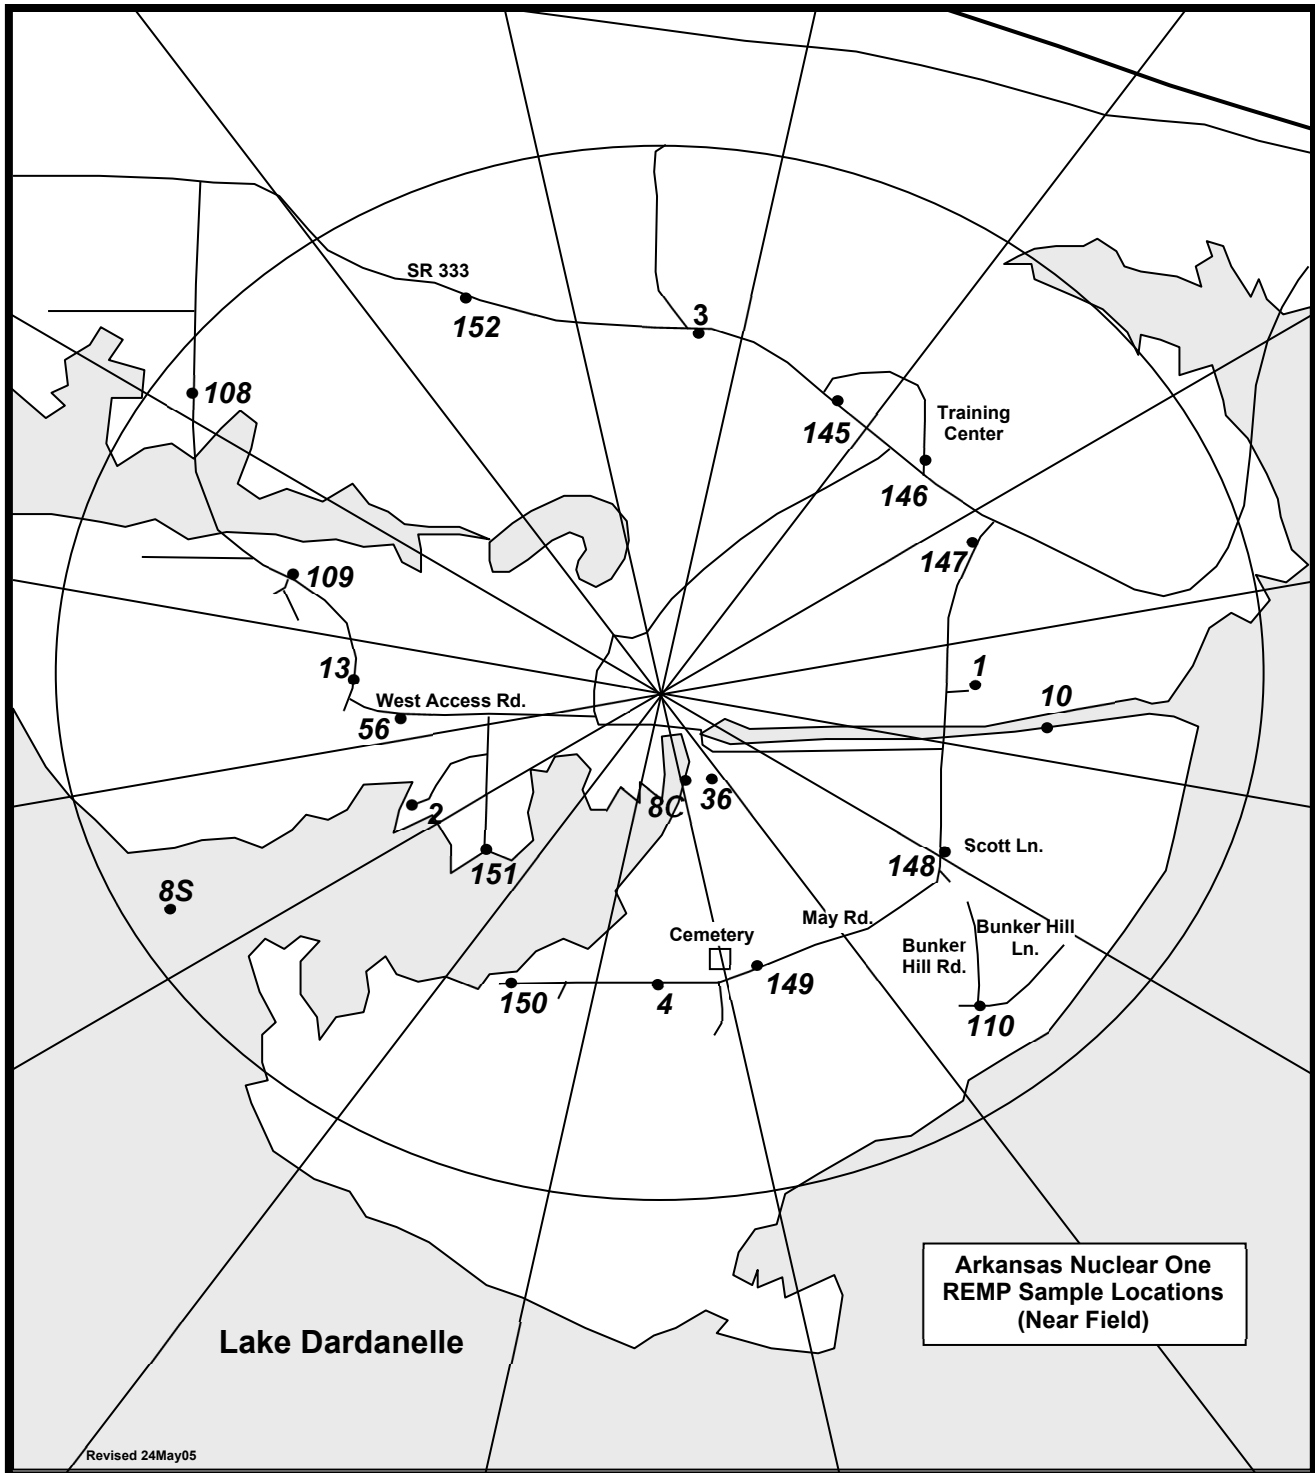 SR 333
152
3
108
145
Training
Center
146
147
109
13
1
West Access Rd.
10
56
2
8C
36
151
148
Scott Ln.
8S
May Rd.
Cemetery
Bunker
Hill Rd.
Bunker Hill
Ln.
150
4
149
110
Arkansas Nuclear One
REMP Sample Locations
(Near Field)
Lake Dardanelle
Revised 24May05